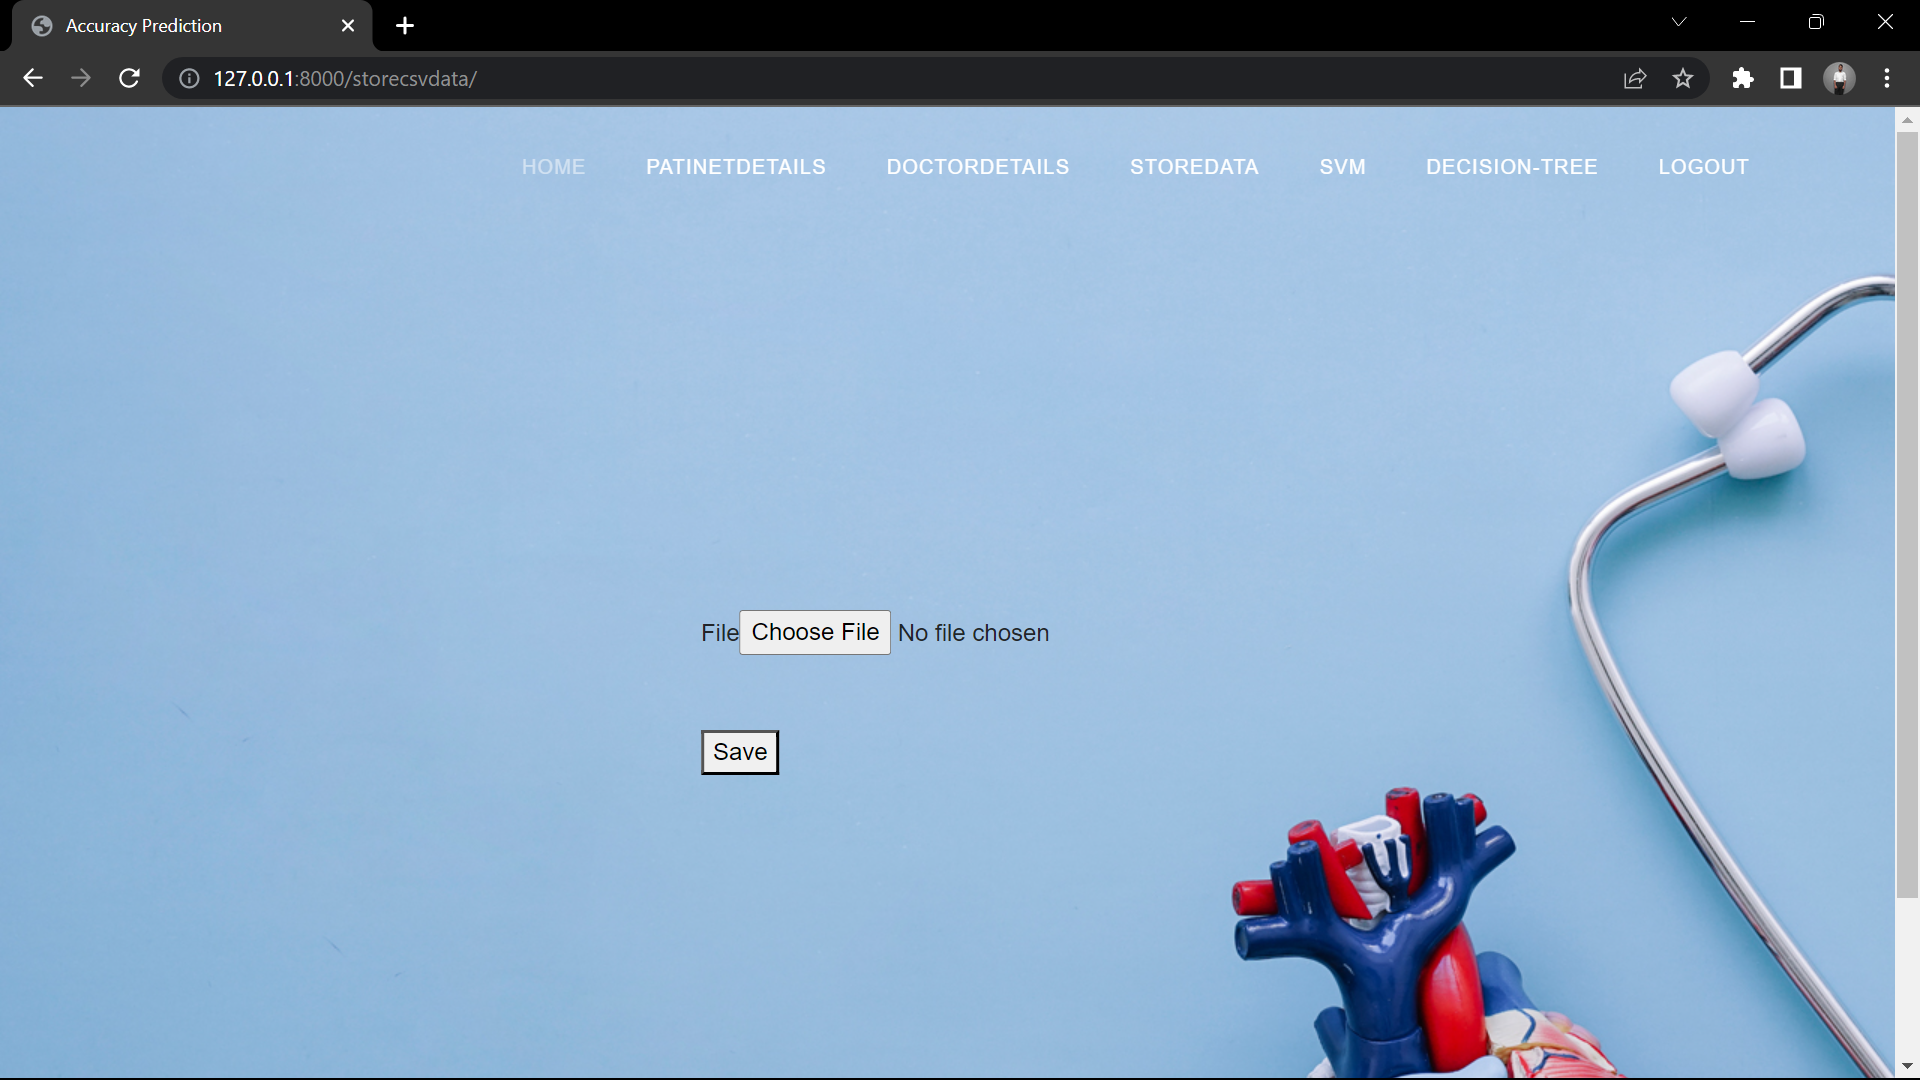 Accuracy Prediction
127.0.0.1:8000/storecsvdata/
HOME PATINETDETAILS DOCTORDETAILS STOREDATA SVM DECISION-TREE LOGOUT
File Choose File No file chosen
Save